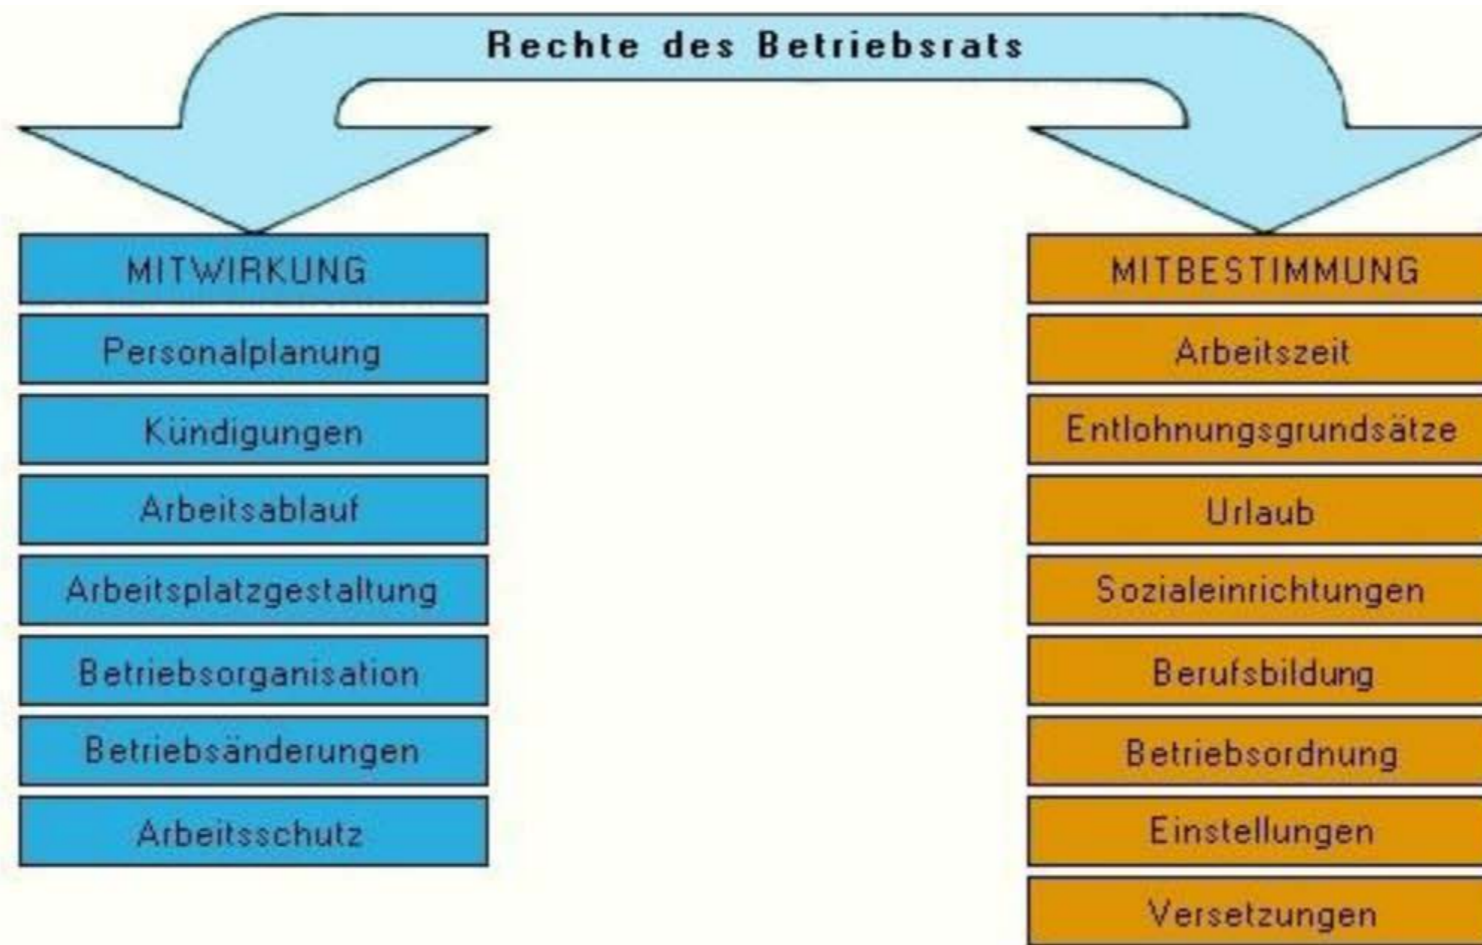 Rechte des Betriebsrats
MITWIRKUNG
Personalplanung
Kündigungen
Arbeitsablauf
Arbeitsplatzgestaltung
Betriebsorganisation
Betriebsänderungen
Arbeitsschutz
MITBESTIMMUNG
Arbeitszeit
Entlohnungsgrundsätze
Urlaub
Sozialeinrichtungen
Berufsbildung
Betriebsordnung
Einstellungen
Versetzungen